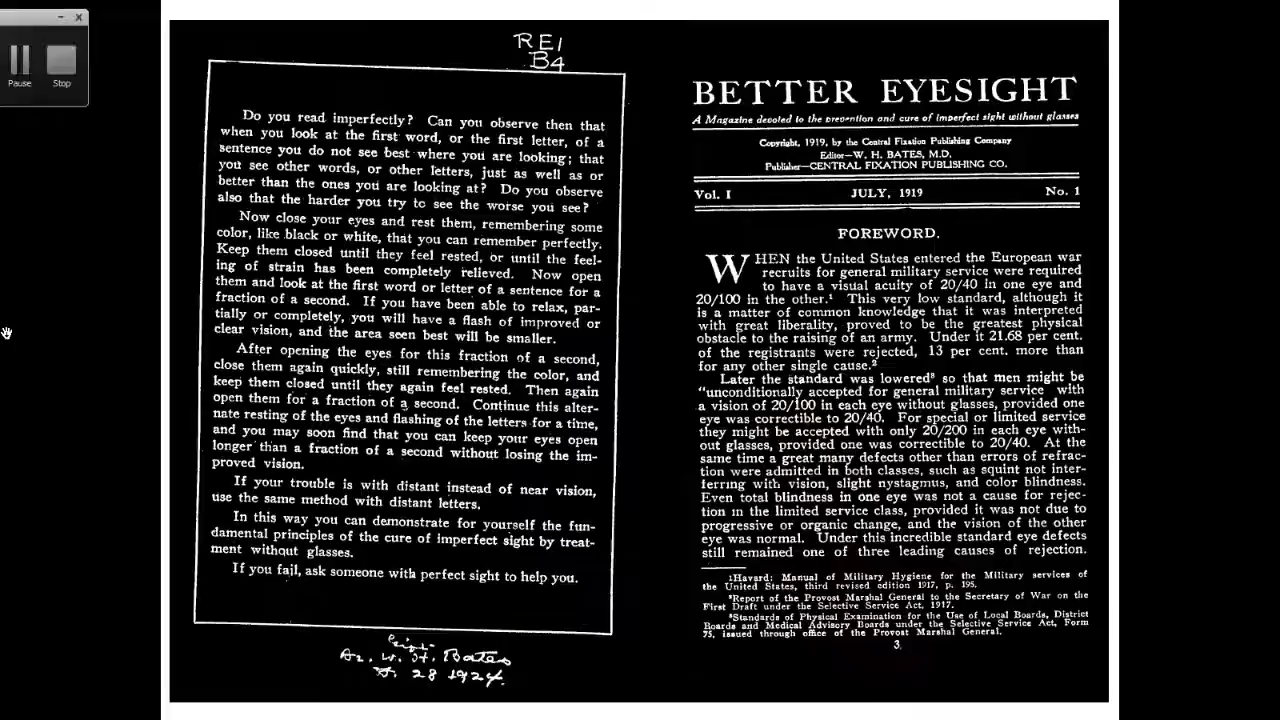 Pause
Stop
RE1
B4
Do you read imperfectly? Can you observe then that
when you look at the first word, or the first letter, of a
sentence you do not see best where you are looking; that
you see other words, or other letters, just as well as or
better than the ones you are looking at? Do you observe
also that the harder you try to see the worse you see?
Now close your eyes and rest them, remembering some
color, like black or white, that you can remember perfectly.
Keep them closed until they feel rested, or until the feel-
ing of strain has been completely relieved. Now open
them and look at the first word or letter of a sentence for a
fraction of a second. If you have been able to relax, par-
tially or completely, you will have a flash of improved or
clear vision, and the area seen best will be smaller.
After opening the eyes for this fraction of a second,
close them again quickly, still remembering the color, and
keep them closed until they again feel rested. Then again
open them for a fraction of a second. Continue this alter-
nate resting of the eyes and flashing of the letters for a time,
and you may soon find that you can keep your eyes open
longer than a fraction of a second without losing the im-
proved vision.
If your trouble is with distant instead of near vision,
use the same method with distant letters.
In this way you can demonstrate for yourself the fun-
damental principles of the cure of imperfect sight by treat-
ment without glasses.
If you fail, ask someone with perfect sight to help you.
W. H. Bates
28 1924
BETTER EYESIGHT
A Magazine devoted to the prevention and cure of imperfect sight without glasses
Copyright, 1919, by the Central Fixation Publishing Company
Editor—W. H. BATES, M.D.
Publisher—CENTRAL FIXATION PUBLISHING CO.
Vol. I JULY, 1919 No. 1
FOREWORD.
WHEN the United States entered the European war
recruits for general military service were required
to have a visual acuity of 20/40 in one eye and
20/100 in the other.¹ This very low standard, although it
is a matter of common knowledge that it was interpreted
with great liberality, proved to be the greatest physical
obstacle to the raising of an army. Under it 21.68 per cent.
of the registrants were rejected, 13 per cent. more than
for any other single cause.²
Later the standard was lowered³ so that men might be
"unconditionally accepted for general military service with
a vision of 20/100 in each eye without glasses, provided one
eye was correctible to 20/40. For special or limited service
they might be accepted with only 20/200 in each eye with-
out glasses, provided one was correctible to 20/40. At the
same time a great many defects other than errors of refrac-
tion were admitted in both classes, such as squint not inter-
ferring with vision, slight nystagmus, and color blindness.
Even total blindness in one eye was not a cause for rejec-
tion in the limited service class, provided it was not due to
progressive or organic change, and the vision of the other
eye was normal. Under this incredible standard eye defects
still remained one of three leading causes of rejection.
¹Havard: Manual of Military Hygiene for the Military services of
the United States, third revised edition 1917, p. 195.
²Report of the Provost Marshal General to the Secretary of War on the
First Draft under the Selective Service Act, 1917.
³Standards of Physical Examination for the Use of Local Boards, District
Boards and Medical Advisory Boards under the Selective Service Act, Form
75, issued through office of the Provost Marshal General.
3